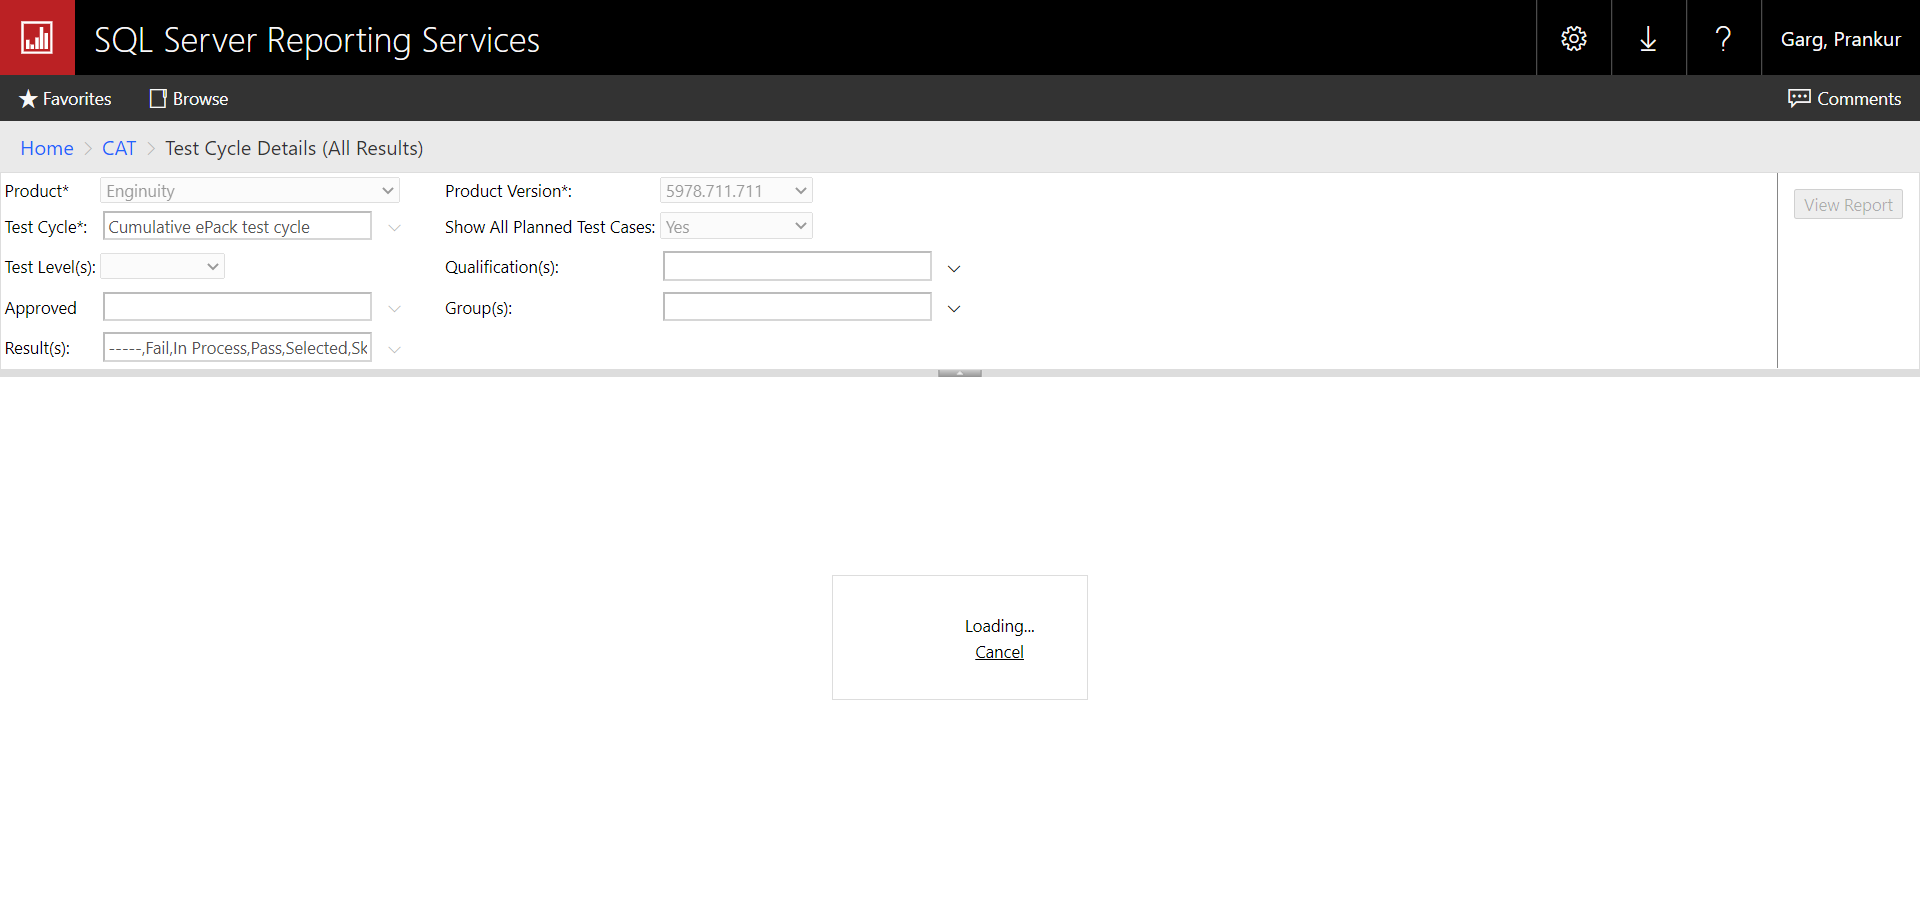 SQL Server Reporting Services
Garg, Prankur
Favorites Browse Comments
Home > CAT > Test Cycle Details (All Results)
Product* Enginuity Product Version*: 5978.711.711 View Report
Test Cycle*: Cumulative ePack test cycle Show All Planned Test Cases: Yes
Test Level(s): Qualification(s):
Approved Group(s):
Result(s): -----,Fail,In Process,Pass,Selected,Sk
Loading...
Cancel